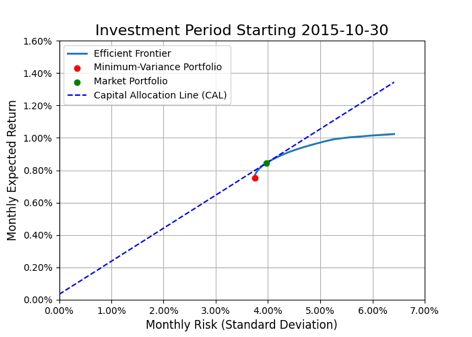 Investment Period Starting 2015-10-30
Efficient Frontier
Minimum-Variance Portfolio
Market Portfolio
Capital Allocation Line (CAL)
Monthly Expected Return
1.60%
1.40%
1.20%
1.00%
0.80%
0.60%
0.40%
0.20%
0.00%
0.00% 1.00% 2.00% 3.00% 4.00% 5.00% 6.00% 7.00%
Monthly Risk (Standard Deviation)